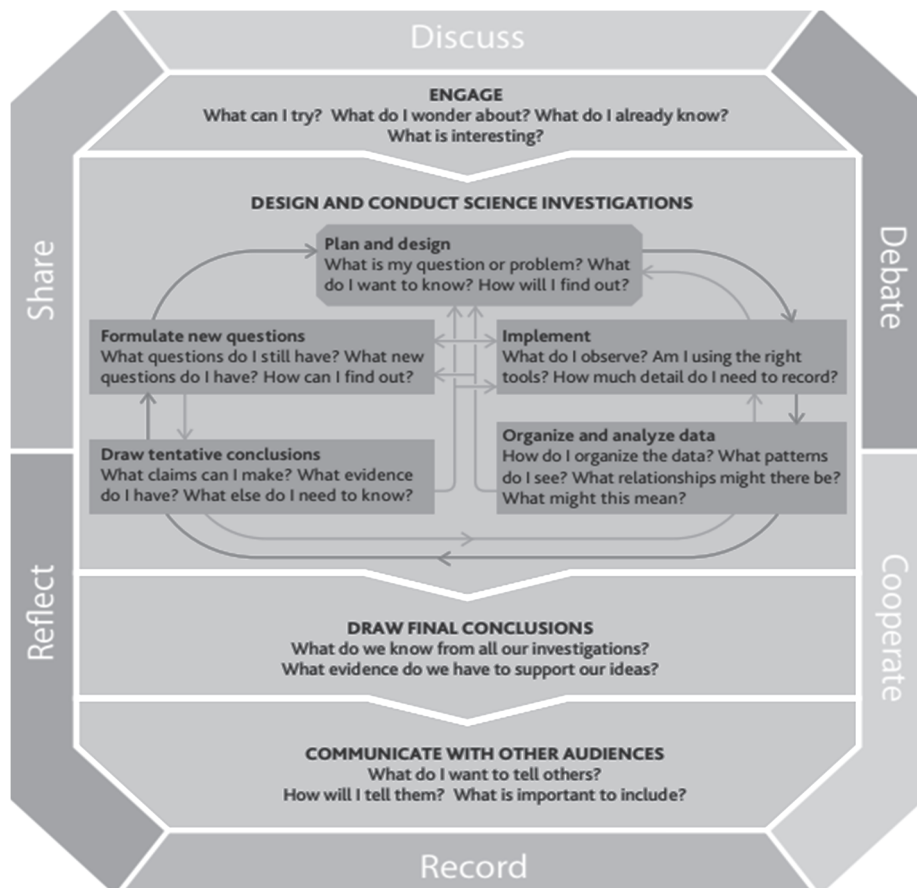 Discuss
ENGAGE
What can I try? What do I wonder about? What do I already know?
What is interesting?
Share
Debate
DESIGN AND CONDUCT SCIENCE INVESTIGATIONS
Plan and design
What is my question or problem? What
do I want to know? How will I find out?
Formulate new questions
What questions do I still have? What new
questions do I have? How can I find out?
Implement
What do I observe? Am I using the right
tools? How much detail do I need to record?
Draw tentative conclusions
What claims can I make? What evidence
do I have? What else do I need to know?
Organize and analyze data
How do I organize the data? What patterns
do I see? What relationships might there be?
What might this mean?
Reflect
Cooperate
DRAW FINAL CONCLUSIONS
What do we know from all our investigations?
What evidence do we have to support our ideas?
COMMUNICATE WITH OTHER AUDIENCES
What do I want to tell others?
How will I tell them? What is important to include?
Record